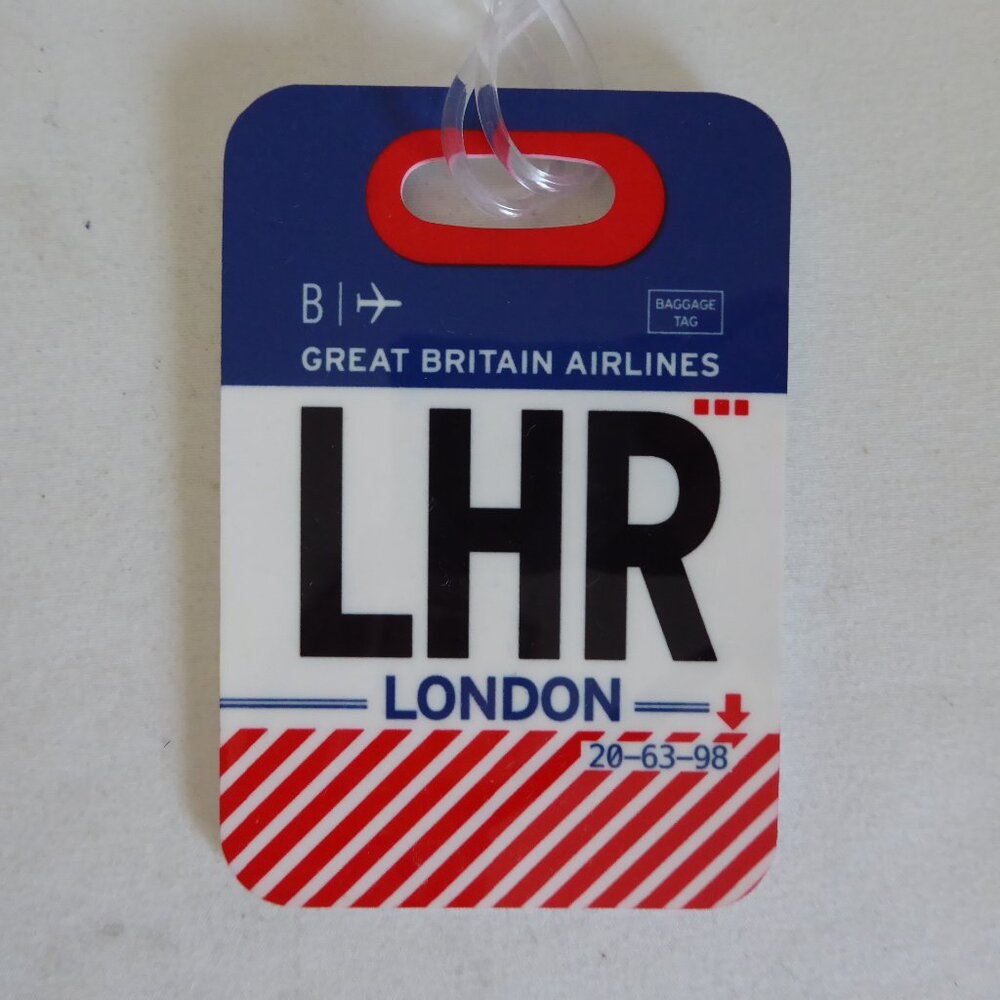 B
BAGGAGE
TAG
GREAT BRITAIN AIRLINES
LHR
LONDON
20-63-98